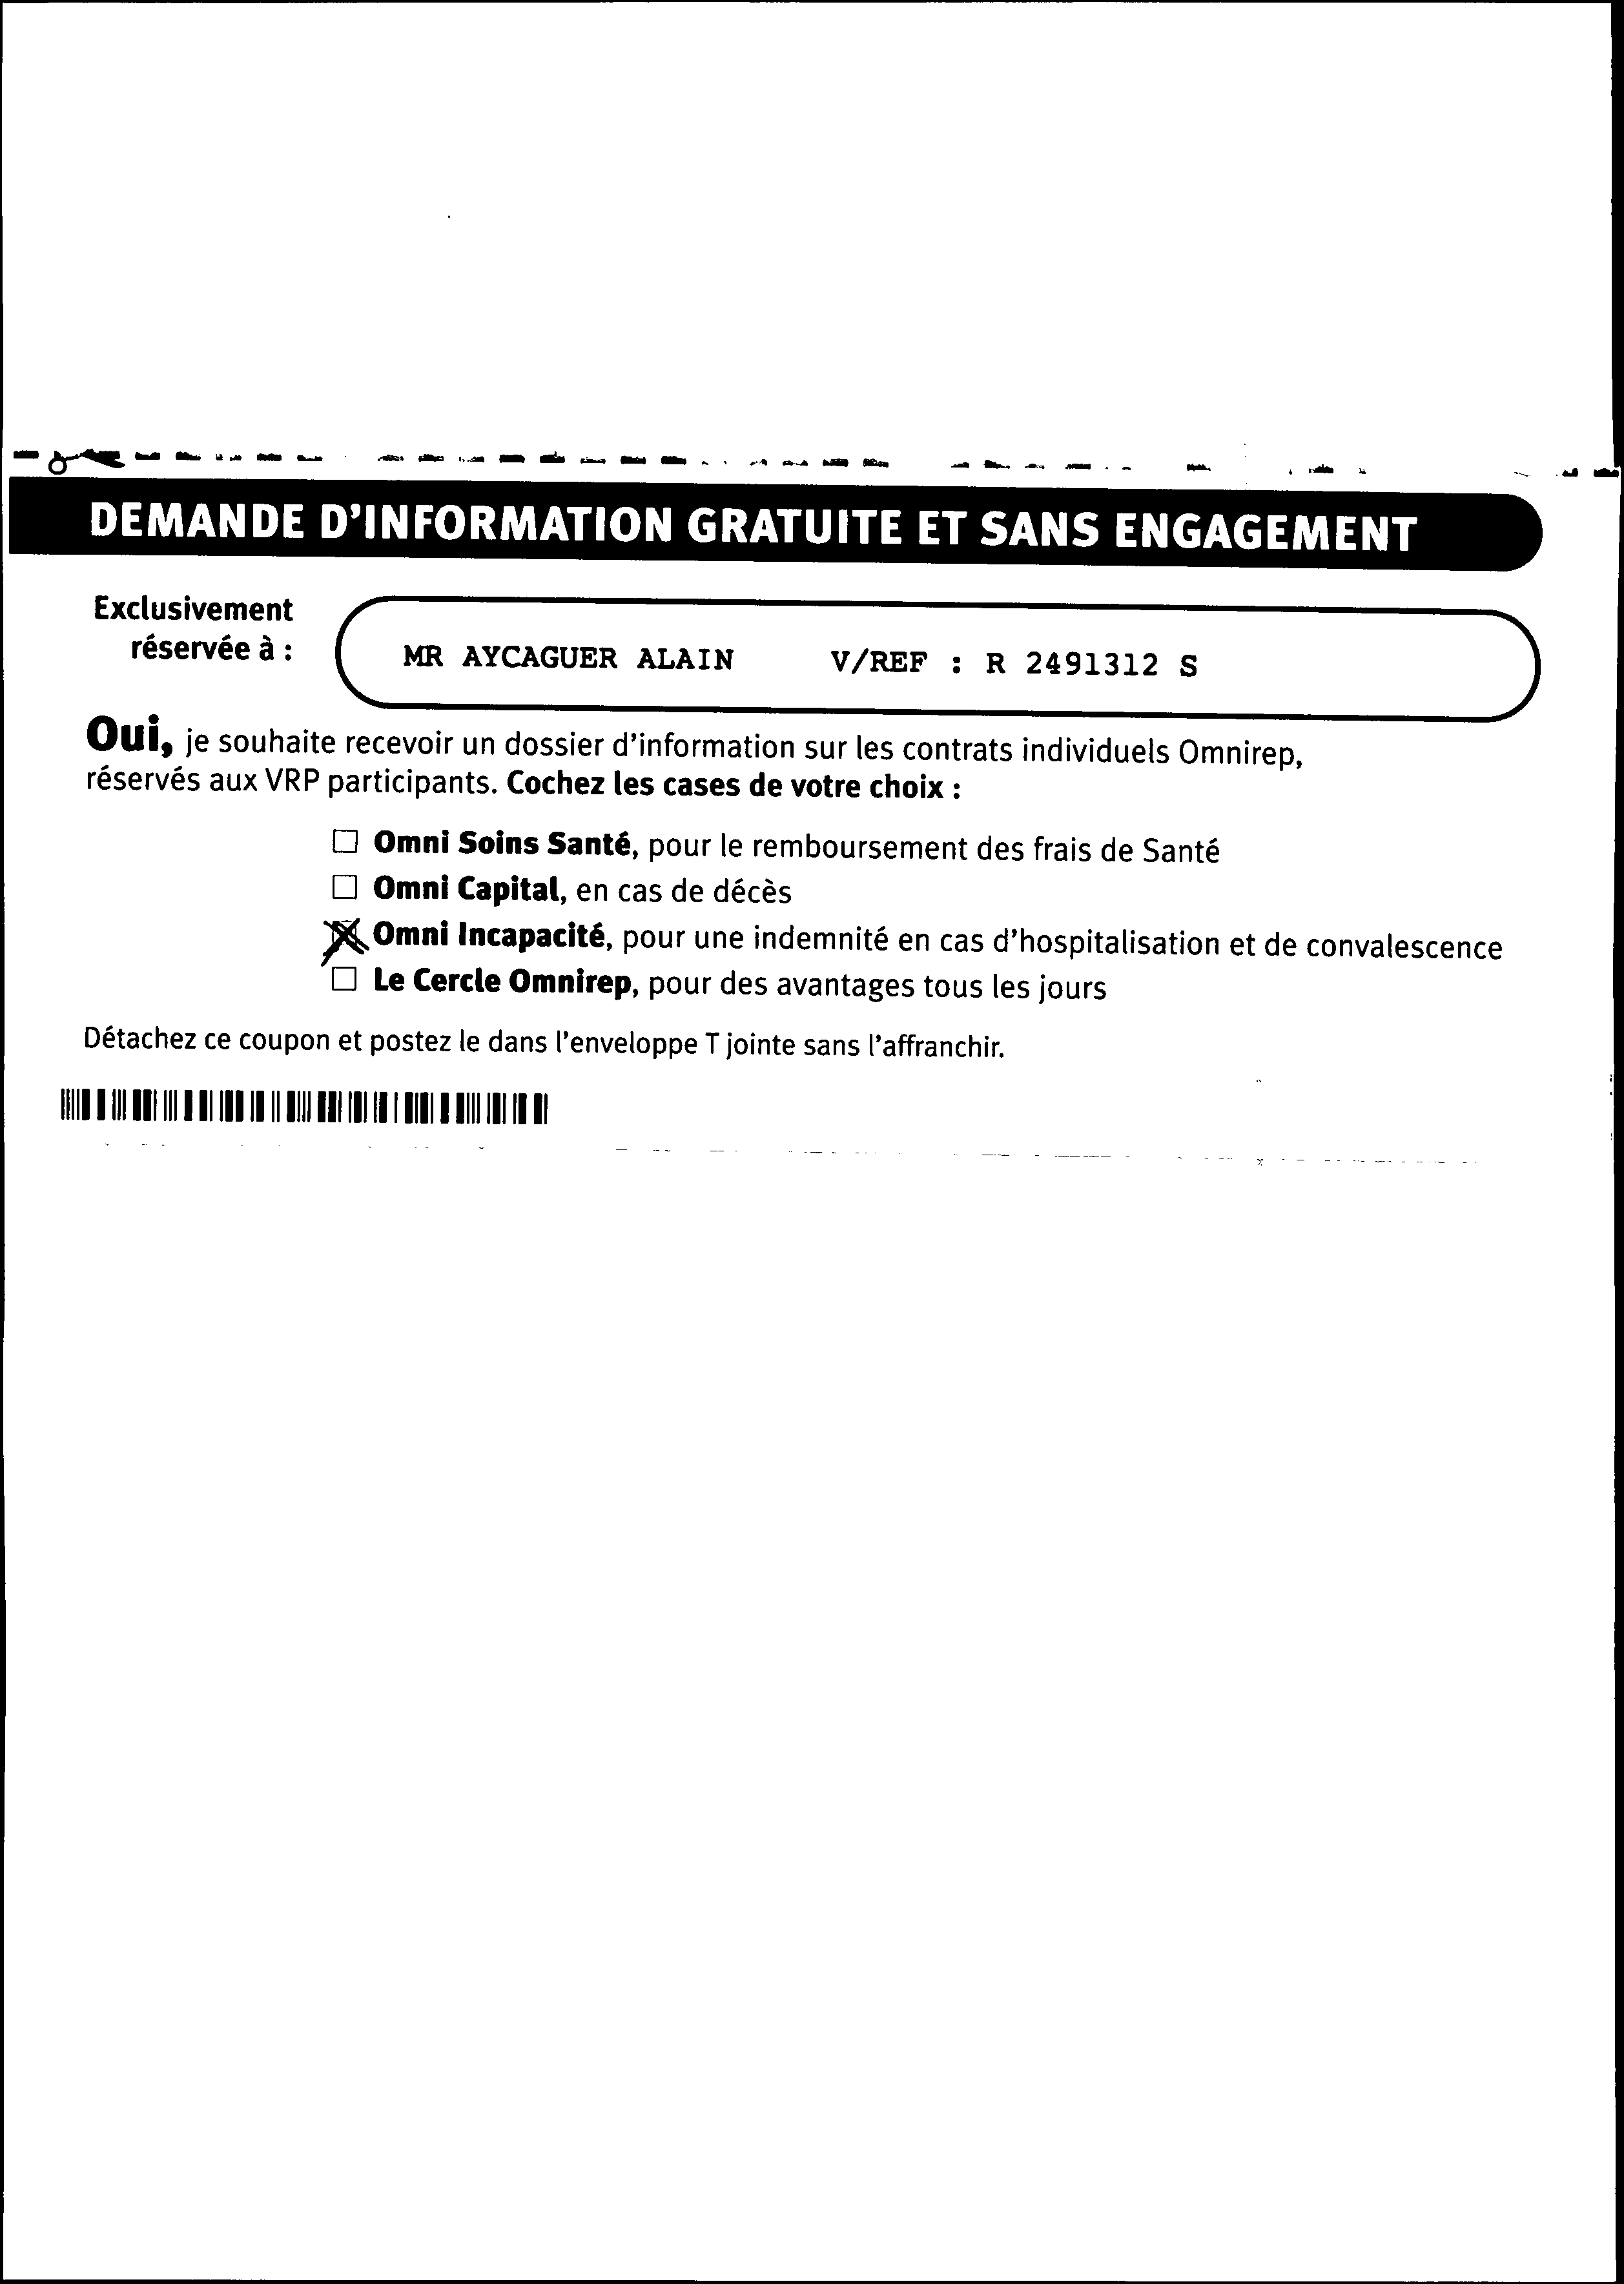 DEMANDE D'INFORMATION GRATUITE ET SANS ENGAGEMENT
Exclusivement
réservée à :
MR AYCAGUER ALAIN V/REF : R 2491312 S
Oui, je souhaite recevoir un dossier d'information sur les contrats individuels Omnirep,
réservés aux VRP participants. Cochez les cases de votre choix :
Omni Soins Santé, pour le remboursement des frais de Santé
Omni Capital, en cas de décès
Omni Incapacité, pour une indemnité en cas d'hospitalisation et de convalescence
Le Cercle Omnirep, pour des avantages tous les jours
Détachez ce coupon et postez le dans l'enveloppe T jointe sans l'affranchir.